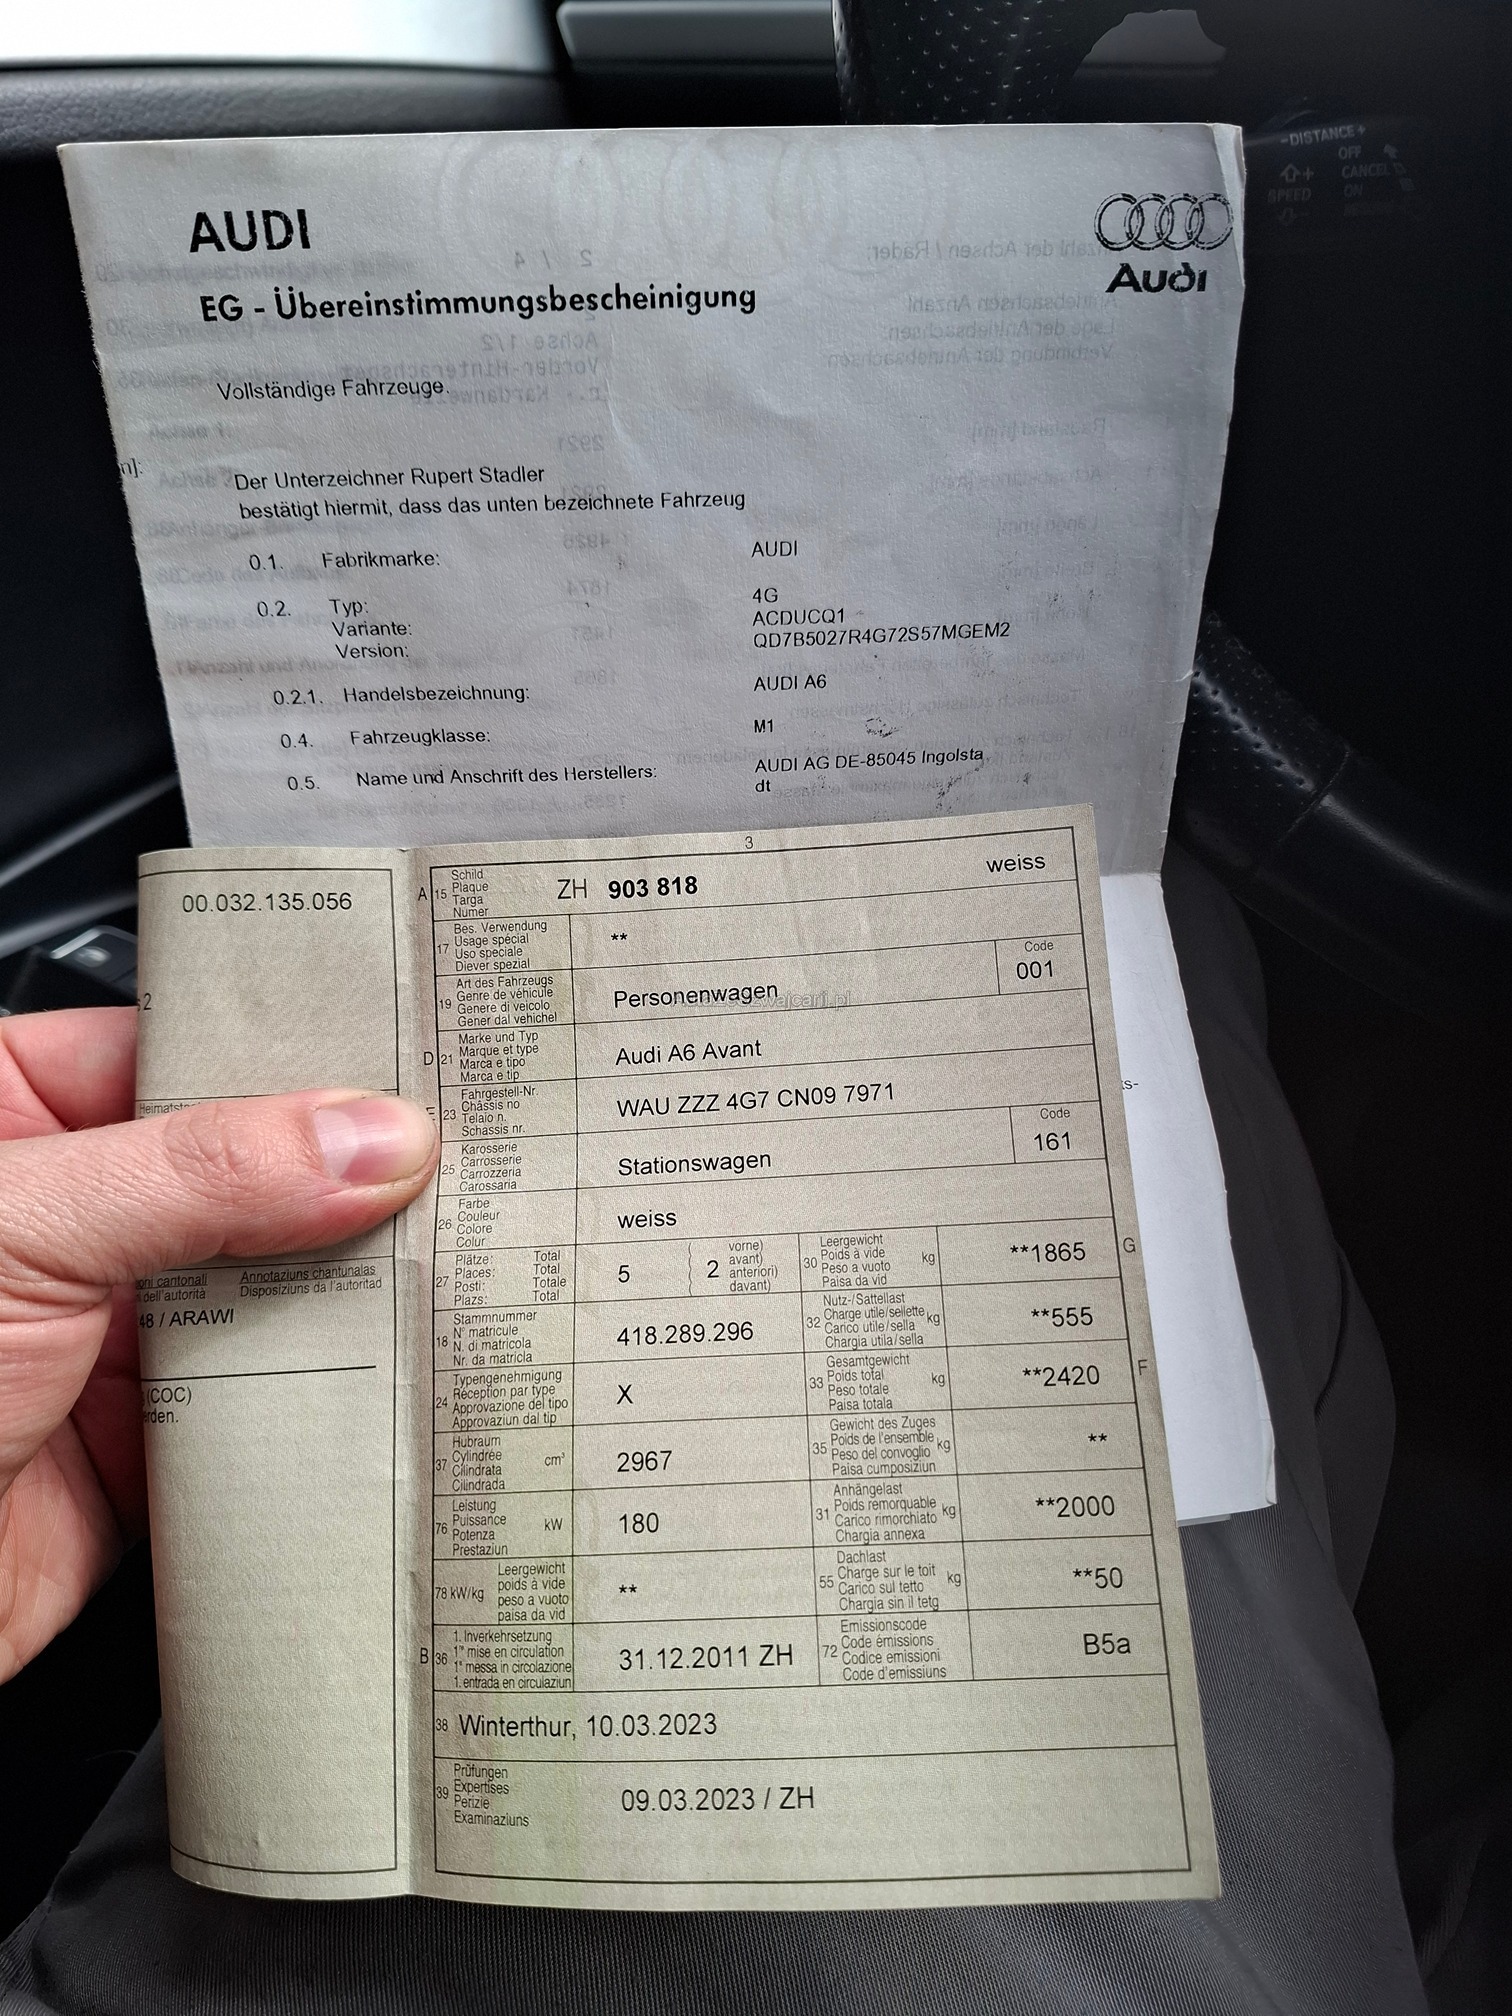 -DISTANCE+
OFF
CANCEL
SPEED
ON
AUDI
Audi
EG - Übereinstimmungsbescheinigung
Vollständige Fahrzeuge.
n]:
Der Unterzeichner Rupert Stadler
bestätigt hiermit, dass das unten bezeichnete Fahrzeug
0.1. Fabrikmarke: AUDI
0.2. Typ: 4G
Variante: ACDUCQ1
Version: QD7B5027R4G72S57MGEM2
0.2.1. Handelsbezeichnung: AUDI A6
0.4. Fahrzeugklasse: M1
0.5. Name und Anschrift des Herstellers: AUDI AG DE-85045 Ingolsta
dt
00.032.135.056
2
Heimatst
oni cantonali Annotaziuns chantunalas
dell'autorità Disposiziuns da l'autoritad
48 / ARAWI
(COC)
erden.
3
A 15 Schild
Plaque
Targa
Numer
ZH 903 818 weiss
17 Bes. Verwendung
Usage spécial
Uso speciale
Diever spezial
**
19 Art des Fahrzeugs
Genre de véhicule
Genere di veicolo
Gener dal vehichel
Personenwagen
Code
001
D 21 Marke und Typ
Marque et type
Marca e tipo
Marca e tip
Audi A6 Avant
E 23 Fahrgestell-Nr.
Châssis no
Telaio n.
Schassis nr.
WAU ZZZ 4G7 CN09 7971
25 Karosserie
Carrosserie
Carrozzeria
Carossaria
Stationswagen
Code
161
26 Farbe
Couleur
Colore
Colur
weiss
27 Plätze: Total
Places: Total
Posti: Totale
Plazs: Total
5
2
vorne)
avant)
anteriori)
davant)
30 Leergewicht
Poids à vide
Peso a vuoto
Paisa da vid
kg
**1865 G
18 Stammnummer
N° matricule
N. di matricola
Nr. da matricla
418.289.296
32 Nutz-/Sattellast
Charge utile/sellette
Carico utile/sella
Chargia utila/sella
kg
**555
24 Typengenehmigung
Réception par type
Approvazione del tipo
Approvaziun dal tip
X
33 Gesamtgewicht
Poids total
Peso totale
Paisa totala
kg
**2420 F
37 Hubraum
Cylindrée
Cilindrata
Cilindrada
cm³
2967
35 Gewicht des Zuges
Poids de l'ensemble
Peso del convoglio
Paisa cumposiziun
kg
**
76 Leistung
Puissance
Potenza
Prestaziun
kW
180
31 Anhängelast
Poids remorquable
Carico rimorchiato
Chargia annexa
kg
**2000
78 kW/kg
Leergewicht
poids à vide
peso a vuoto
paisa da vid
**
55 Dachlast
Charge sur le toit
Carico sul tetto
Chargia sin il tetg
kg
**50
B 36 1. Inverkehrsetzung
1re mise en circulation
1a messa in circolazione
1. entrada en circulaziun
31.12.2011 ZH
72 Emissionscode
Code émissions
Codice emissioni
Code d'emissiuns
B5a
38 Winterthur, 10.03.2023
39 Prüfungen
Expertises
Perizie
Examinaziuns
09.03.2023 / ZH